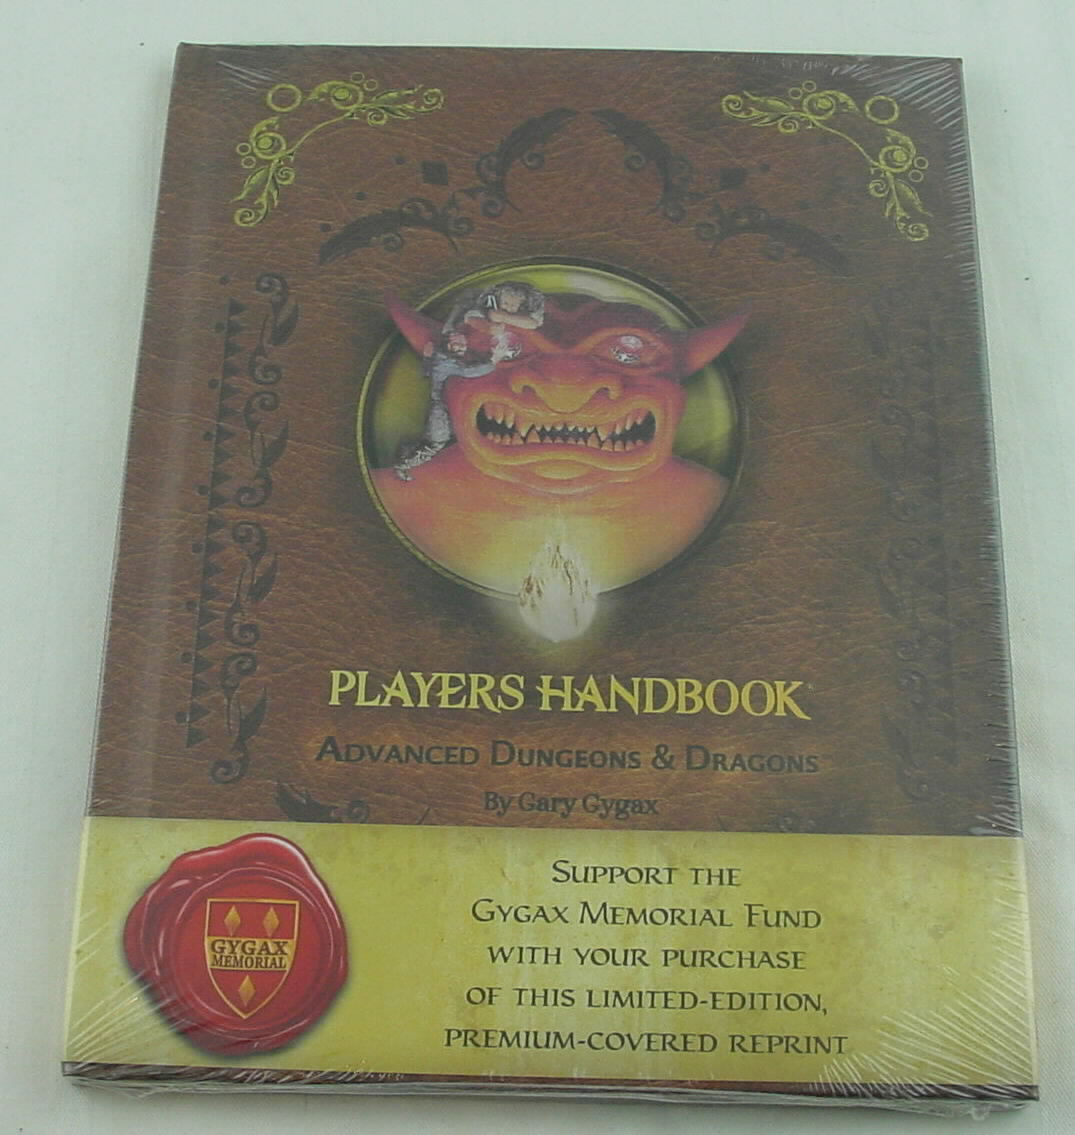 PLAYERS HANDBOOK
ADVANCED DUNGEONS & DRAGONS
By Gary Gygax
GYGAX
MEMORIAL
SUPPORT THE
GYGAX MEMORIAL FUND
WITH YOUR PURCHASE
OF THIS LIMITED-EDITION,
PREMIUM-COVERED REPRINT